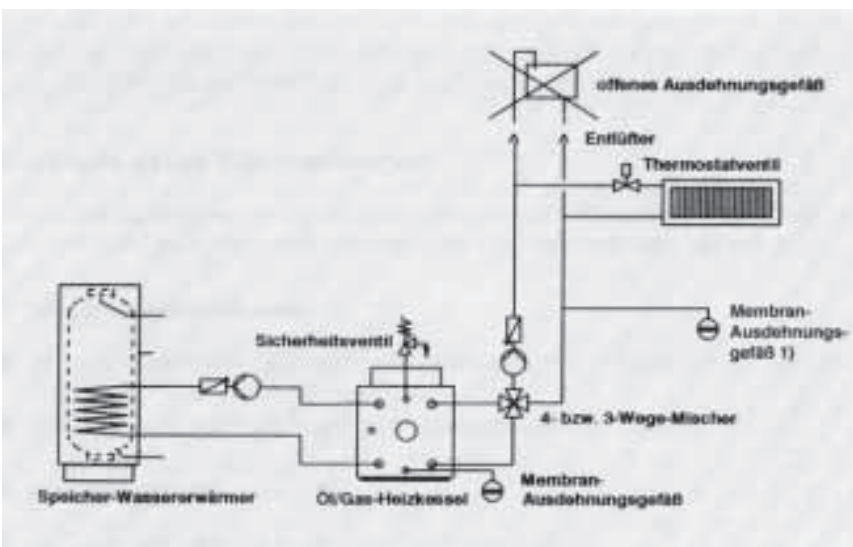 offenes Ausdehnungsgefäß
Entlüfter
Thermostatventil
Membran-
Ausdehnungs-
gefäß 1)
Sicherheitsventil
4- bzw. 3-Wege-Mischer
Speicher-Wassererwärmer
Öl/Gas-Heizkessel
Membran-
Ausdehnungsgefäß